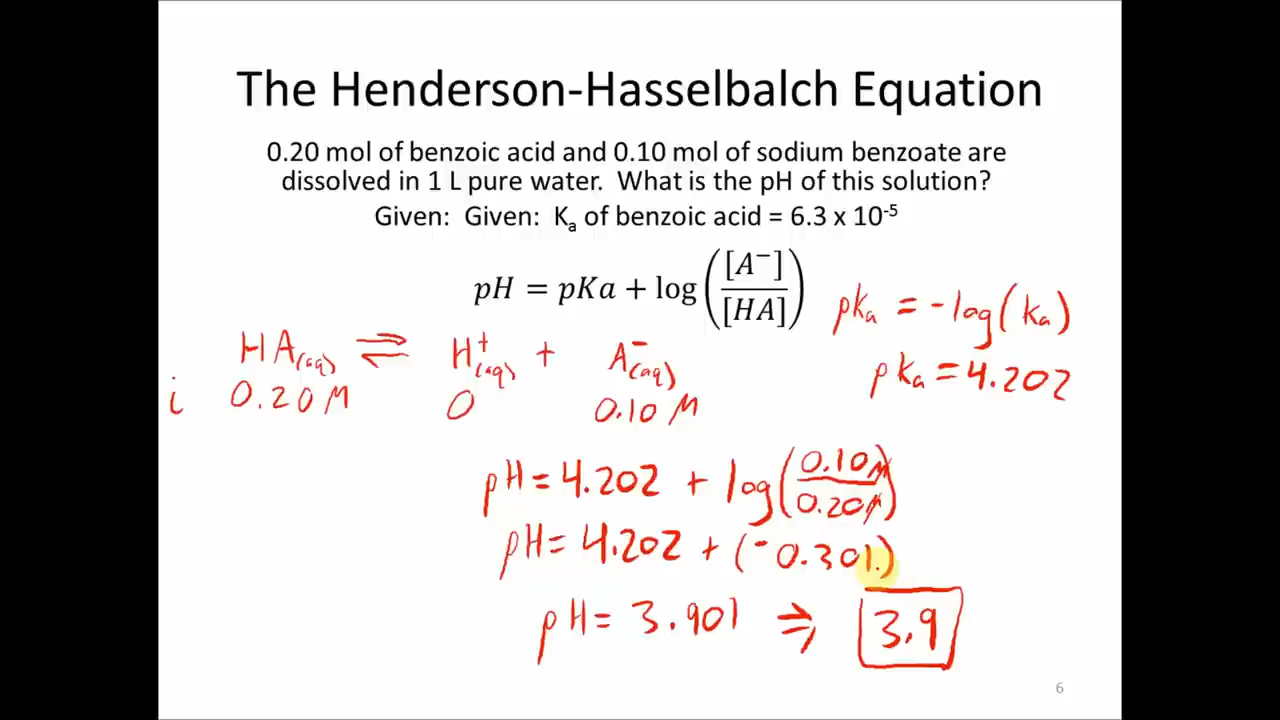 The Henderson-Hasselbalch Equation
0.20 mol of benzoic acid and 0.10 mol of sodium benzoate are
dissolved in 1 L pure water.  What is the pH of this solution?
Given:  Given:  Kₐ of benzoic acid = 6.3 x 10⁻⁵
pH = pKa + log([A⁻]/[HA])
pkₐ = -log(kₐ)
pkₐ = 4.202
HA(aq) ⇌ H⁺(aq) + A⁻(aq)
i 0.20 M 0 0.10 M
pH = 4.202 + log(0.10M/0.20M)
pH = 4.202 + (-0.301.)
pH = 3.901 ⇒ 3.9
6